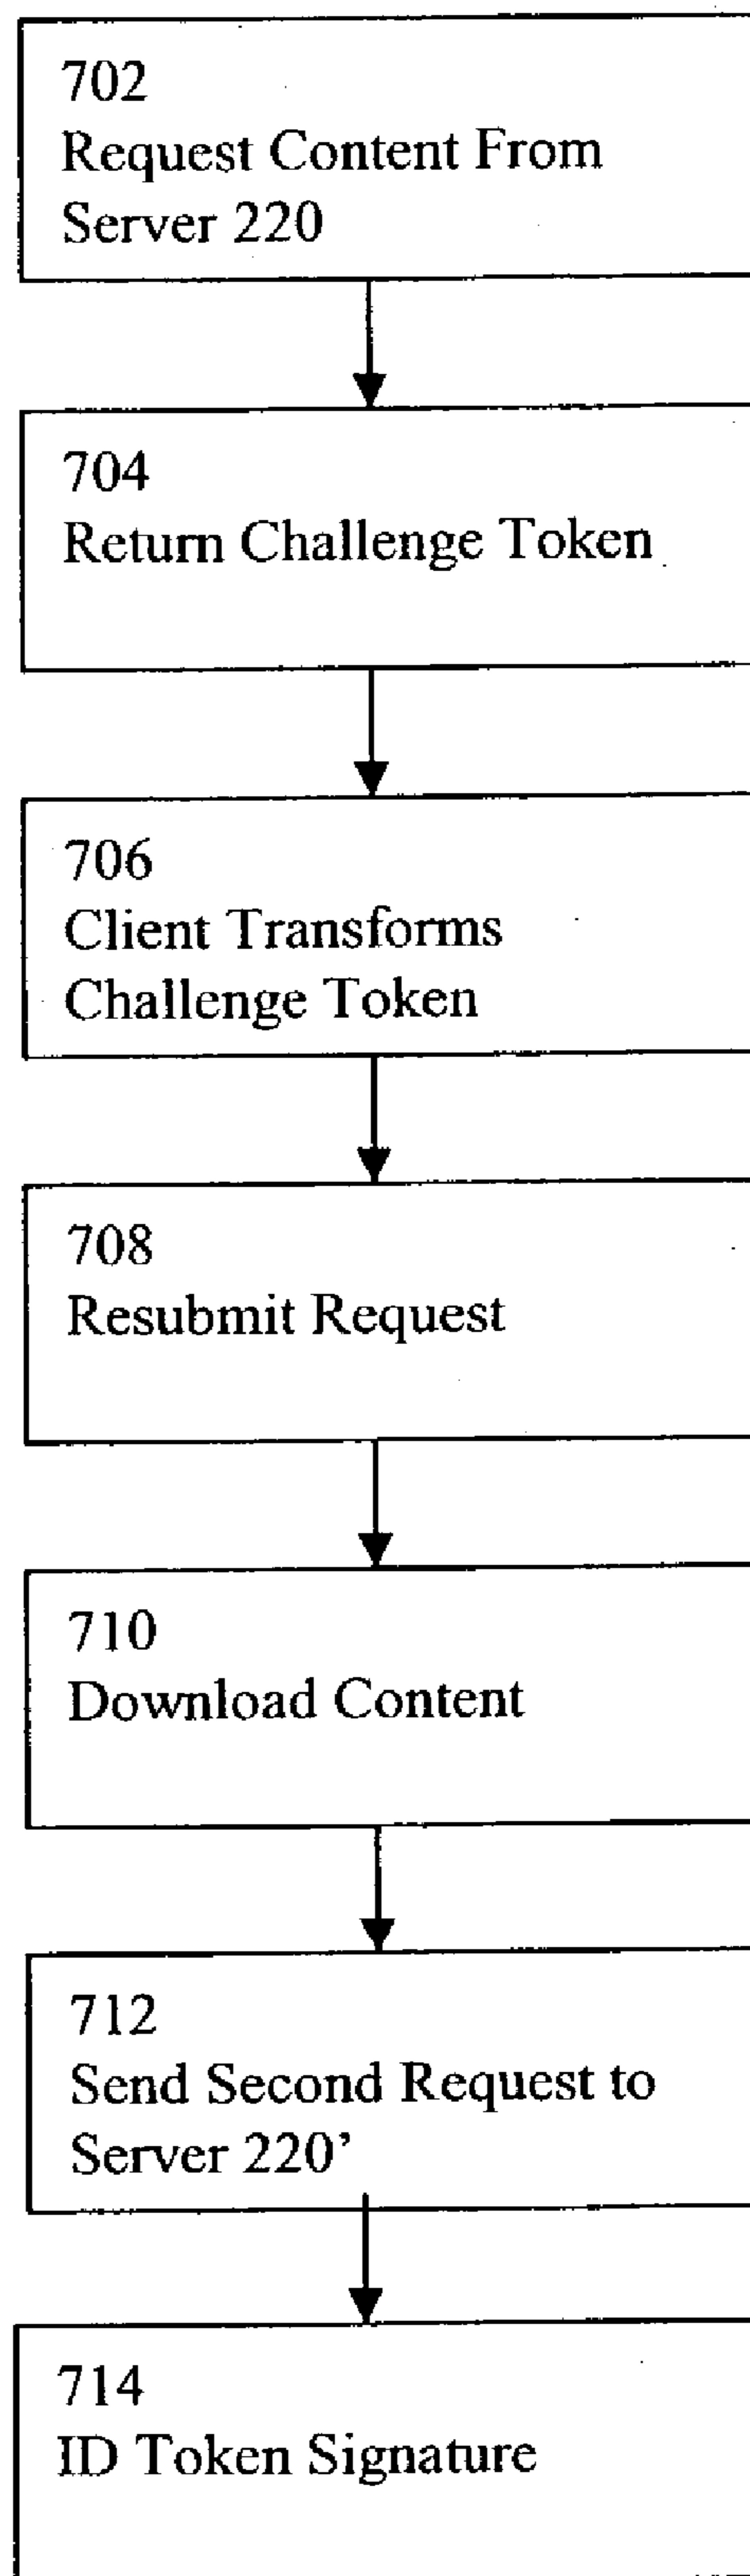 702
Request Content From
Server 220
704
Return Challenge Token
706
Client Transforms
Challenge Token
708
Resubmit Request
710
Download Content
712
Send Second Request to
Server 220’
714
ID Token Signature